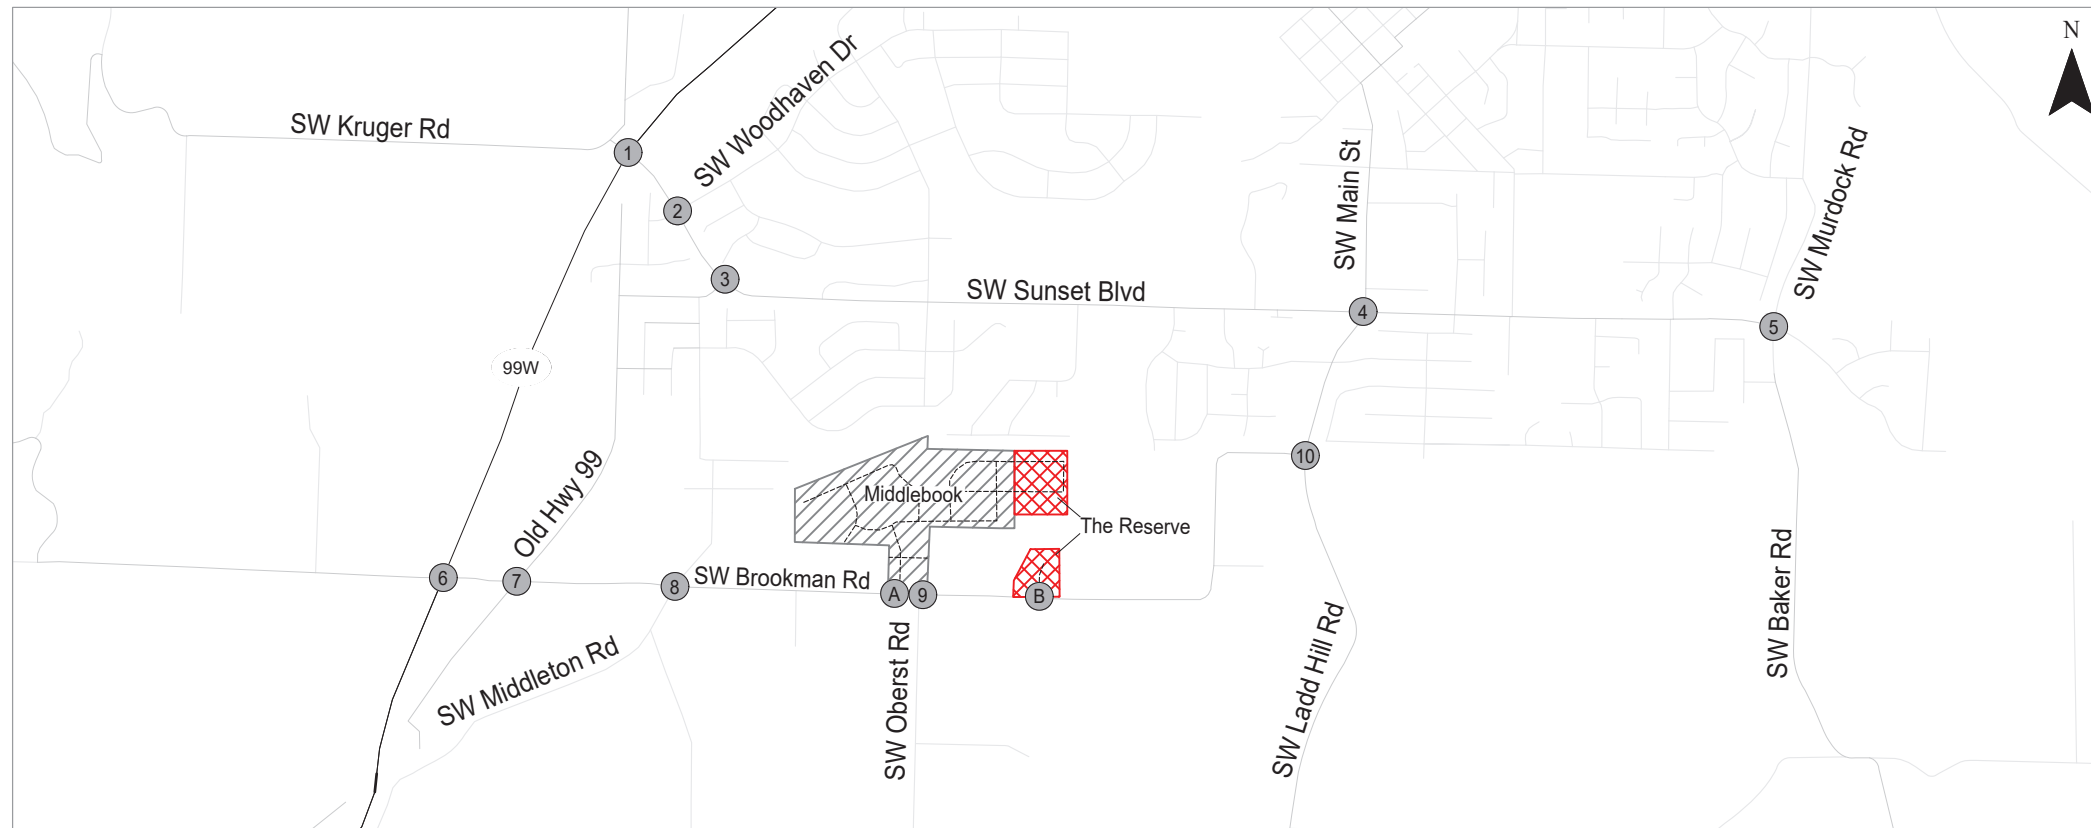 N
SW Kruger Rd
SW Woodhaven Dr
SW Main St
SW Murdock Rd
1
2
3
SW Sunset Blvd
4
5
99W
Old Hwy 99
10
Middlebook
The Reserve
6
7
8
SW Brookman Rd
A
9
B
SW Middleton Rd
SW Oberst Rd
SW Ladd Hill Rd
SW Baker Rd